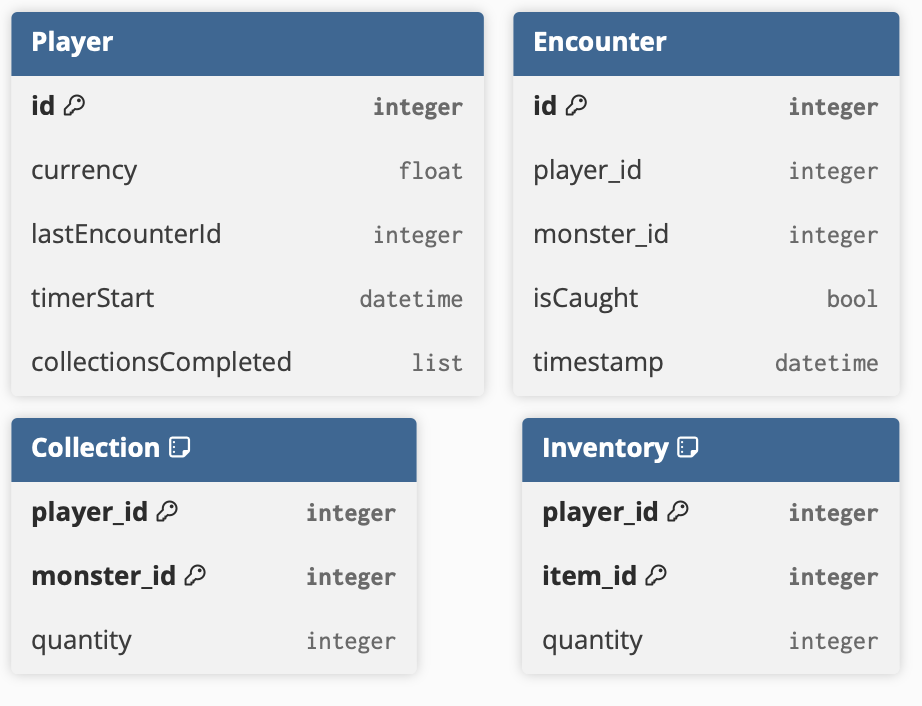 Player
id integer
currency float
lastEncounterId integer
timerStart datetime
collectionsCompleted list
Encounter
id integer
player_id integer
monster_id integer
isCaught bool
timestamp datetime
Collection
player_id integer
monster_id integer
quantity integer
Inventory
player_id integer
item_id integer
quantity integer